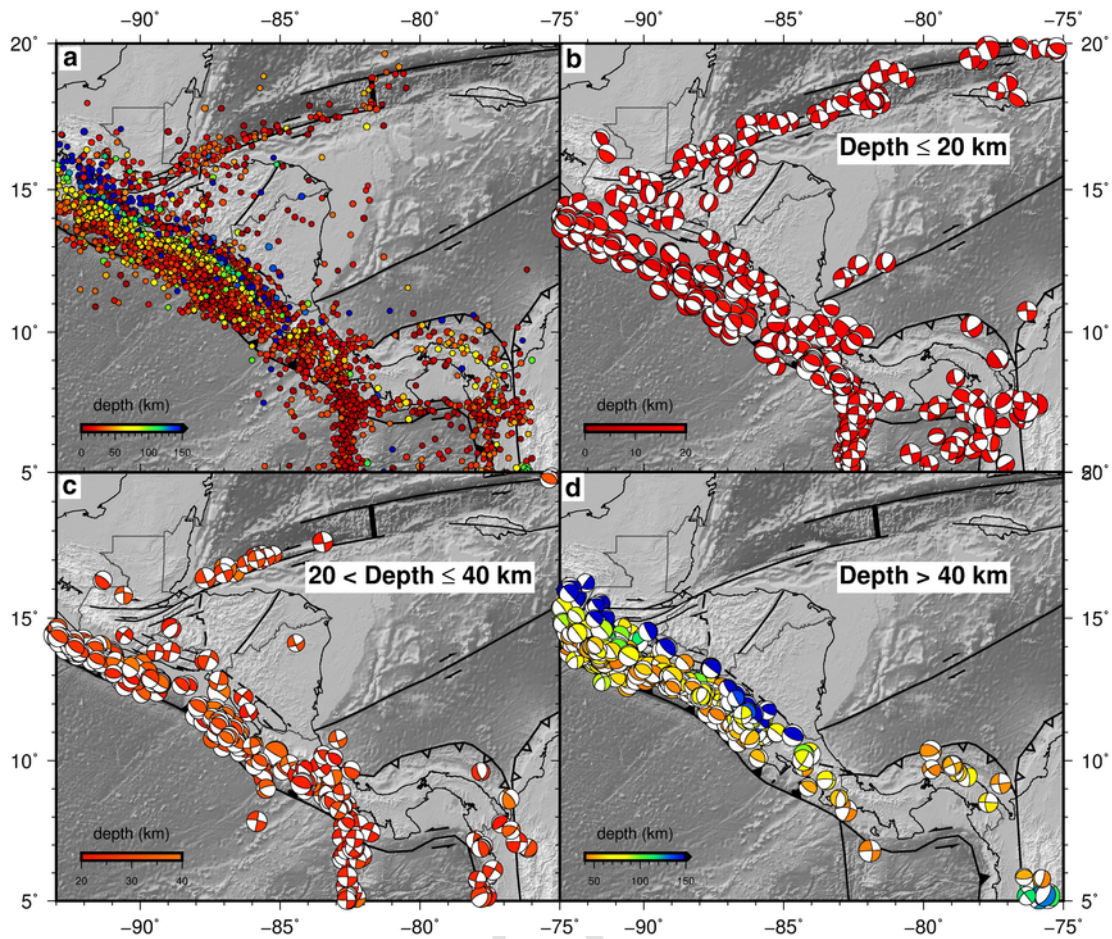 −90° −85° −80° −75° −90° −85° −80° −75°
20° a b 20°
Depth ≤ 20 km
15° 15°
10° 10°
depth (km) depth (km)
0 50 100 150 0 20
5° 5°
c d
20 < Depth ≤ 40 km Depth > 40 km
15° 15°
10° 10°
depth (km) depth (km)
20 40 50 100 150
5° 5°
−90° −85° −80° −90° −85° −80° −75°